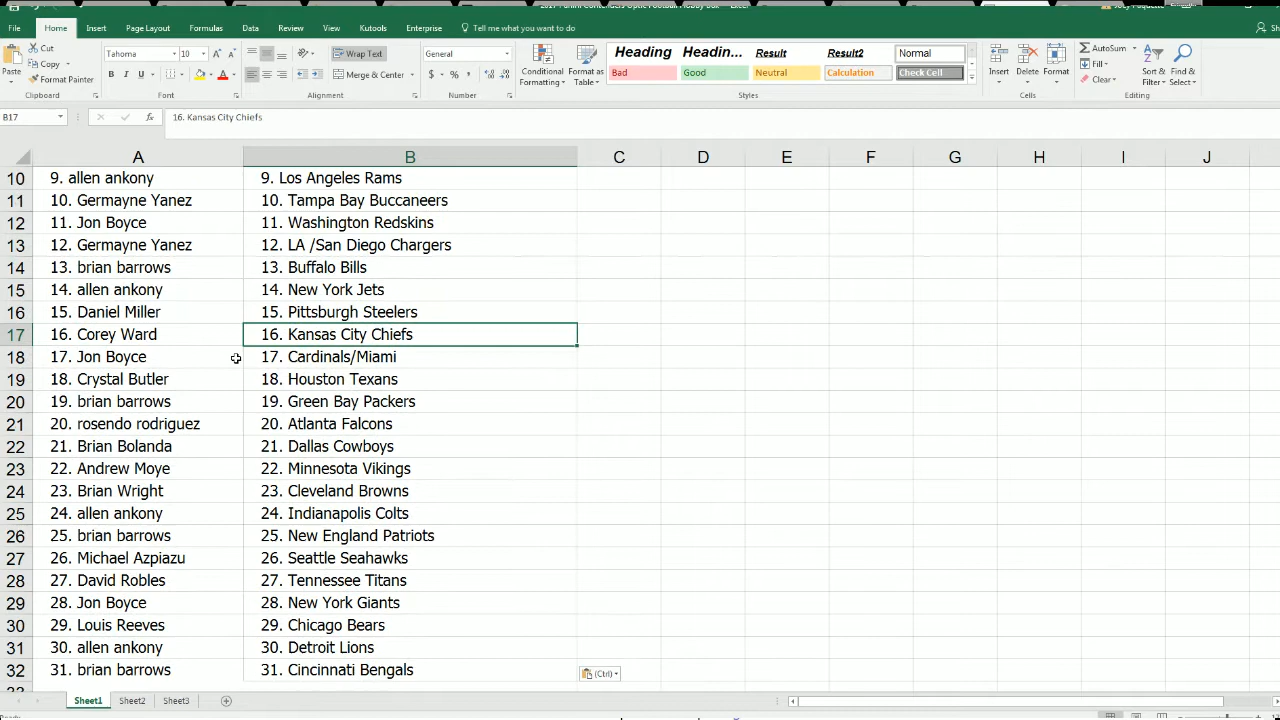 2017 Panini Contenders Optic Football Hobby Box - Excel
File Home Insert Page Layout Formulas Data Review View Kutools Enterprise Tell me what you want to do
Cut
Copy
Format Painter
Paste
Clipboard
Tahoma 10
B I U
Font
Wrap Text
Merge & Center
Alignment
General
$ % ,
Number
Conditional Formatting
Format as Table
Heading Headin... Result Result2 Normal
Bad Good Neutral Calculation Check Cell
Styles
Insert Delete Format
Cells
AutoSum
Fill
Clear
Sort & Filter
Find & Select
Editing
B17 fx 16. Kansas City Chiefs
A B C D E F G H I J
10 9. allen ankony 9. Los Angeles Rams
11 10. Germayne Yanez 10. Tampa Bay Buccaneers
12 11. Jon Boyce 11. Washington Redskins
13 12. Germayne Yanez 12. LA /San Diego Chargers
14 13. brian barrows 13. Buffalo Bills
15 14. allen ankony 14. New York Jets
16 15. Daniel Miller 15. Pittsburgh Steelers
17 16. Corey Ward 16. Kansas City Chiefs
18 17. Jon Boyce 17. Cardinals/Miami
19 18. Crystal Butler 18. Houston Texans
20 19. brian barrows 19. Green Bay Packers
21 20. rosendo rodriguez 20. Atlanta Falcons
22 21. Brian Bolanda 21. Dallas Cowboys
23 22. Andrew Moye 22. Minnesota Vikings
24 23. Brian Wright 23. Cleveland Browns
25 24. allen ankony 24. Indianapolis Colts
26 25. brian barrows 25. New England Patriots
27 26. Michael Azpiazu 26. Seattle Seahawks
28 27. David Robles 27. Tennessee Titans
29 28. Jon Boyce 28. New York Giants
30 29. Louis Reeves 29. Chicago Bears
31 30. allen ankony 30. Detroit Lions
32 31. brian barrows 31. Cincinnati Bengals
(Ctrl)
Sheet1 Sheet2 Sheet3